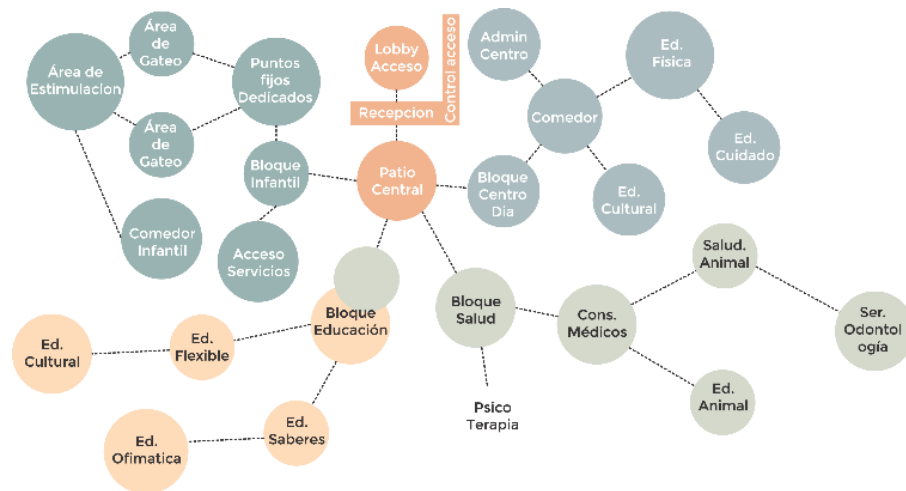 Área
de
Gateo
Área de
Estimulacion
Puntos
fijos
Dedicados
Área
de
Gateo
Bloque
Infantil
Comedor
Infantil
Acceso
Servicios
Lobby
Acceso
Control acceso
Recepcion
Patio
Central
Admin
Centro
Ed.
Física
Comedor
Ed.
Cuidado
Bloque
Centro
Dia
Ed.
Cultural
Bloque
Educación
Ed.
Flexible
Ed.
Cultural
Ed.
Saberes
Ed.
Ofimatica
Bloque
Salud
Cons.
Médicos
Salud.
Animal
Ser.
Odontol
ogía
Ed.
Animal
Psico
Terapia